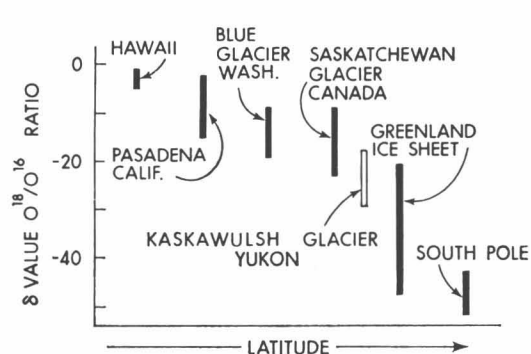 HAWAII
BLUE
GLACIER
WASH.
SASKATCHEWAN
GLACIER
CANADA
GREENLAND
ICE SHEET
PASADENA
CALIF.
KASKAWULSH GLACIER
YUKON
SOUTH POLE
0
-20
-40
δ VALUE O¹⁸/O¹⁶ RATIO
LATITUDE